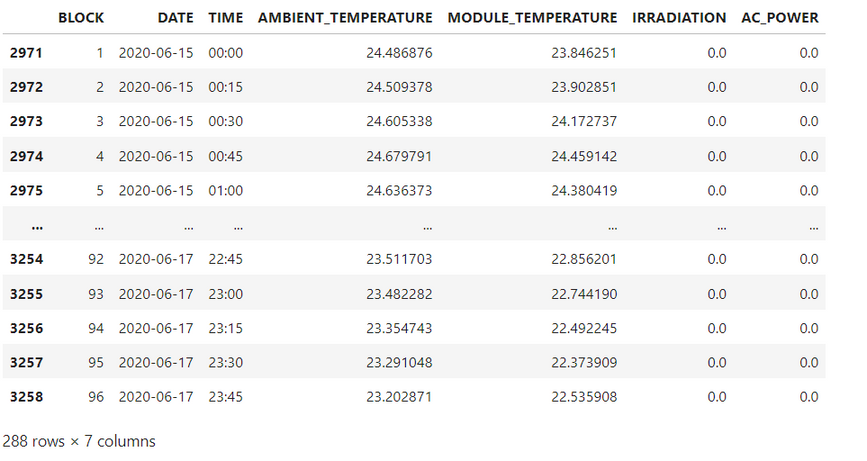 BLOCK DATE TIME AMBIENT_TEMPERATURE MODULE_TEMPERATURE IRRADIATION AC_POWER
2971 1 2020-06-15 00:00 24.486876 23.846251 0.0 0.0
2972 2 2020-06-15 00:15 24.509378 23.902851 0.0 0.0
2973 3 2020-06-15 00:30 24.605338 24.172737 0.0 0.0
2974 4 2020-06-15 00:45 24.679791 24.459142 0.0 0.0
2975 5 2020-06-15 01:00 24.636373 24.380419 0.0 0.0
... ... ... ... ... ... ... ...
3254 92 2020-06-17 22:45 23.511703 22.856201 0.0 0.0
3255 93 2020-06-17 23:00 23.482282 22.744190 0.0 0.0
3256 94 2020-06-17 23:15 23.354743 22.492245 0.0 0.0
3257 95 2020-06-17 23:30 23.291048 22.373909 0.0 0.0
3258 96 2020-06-17 23:45 23.202871 22.535908 0.0 0.0
288 rows × 7 columns